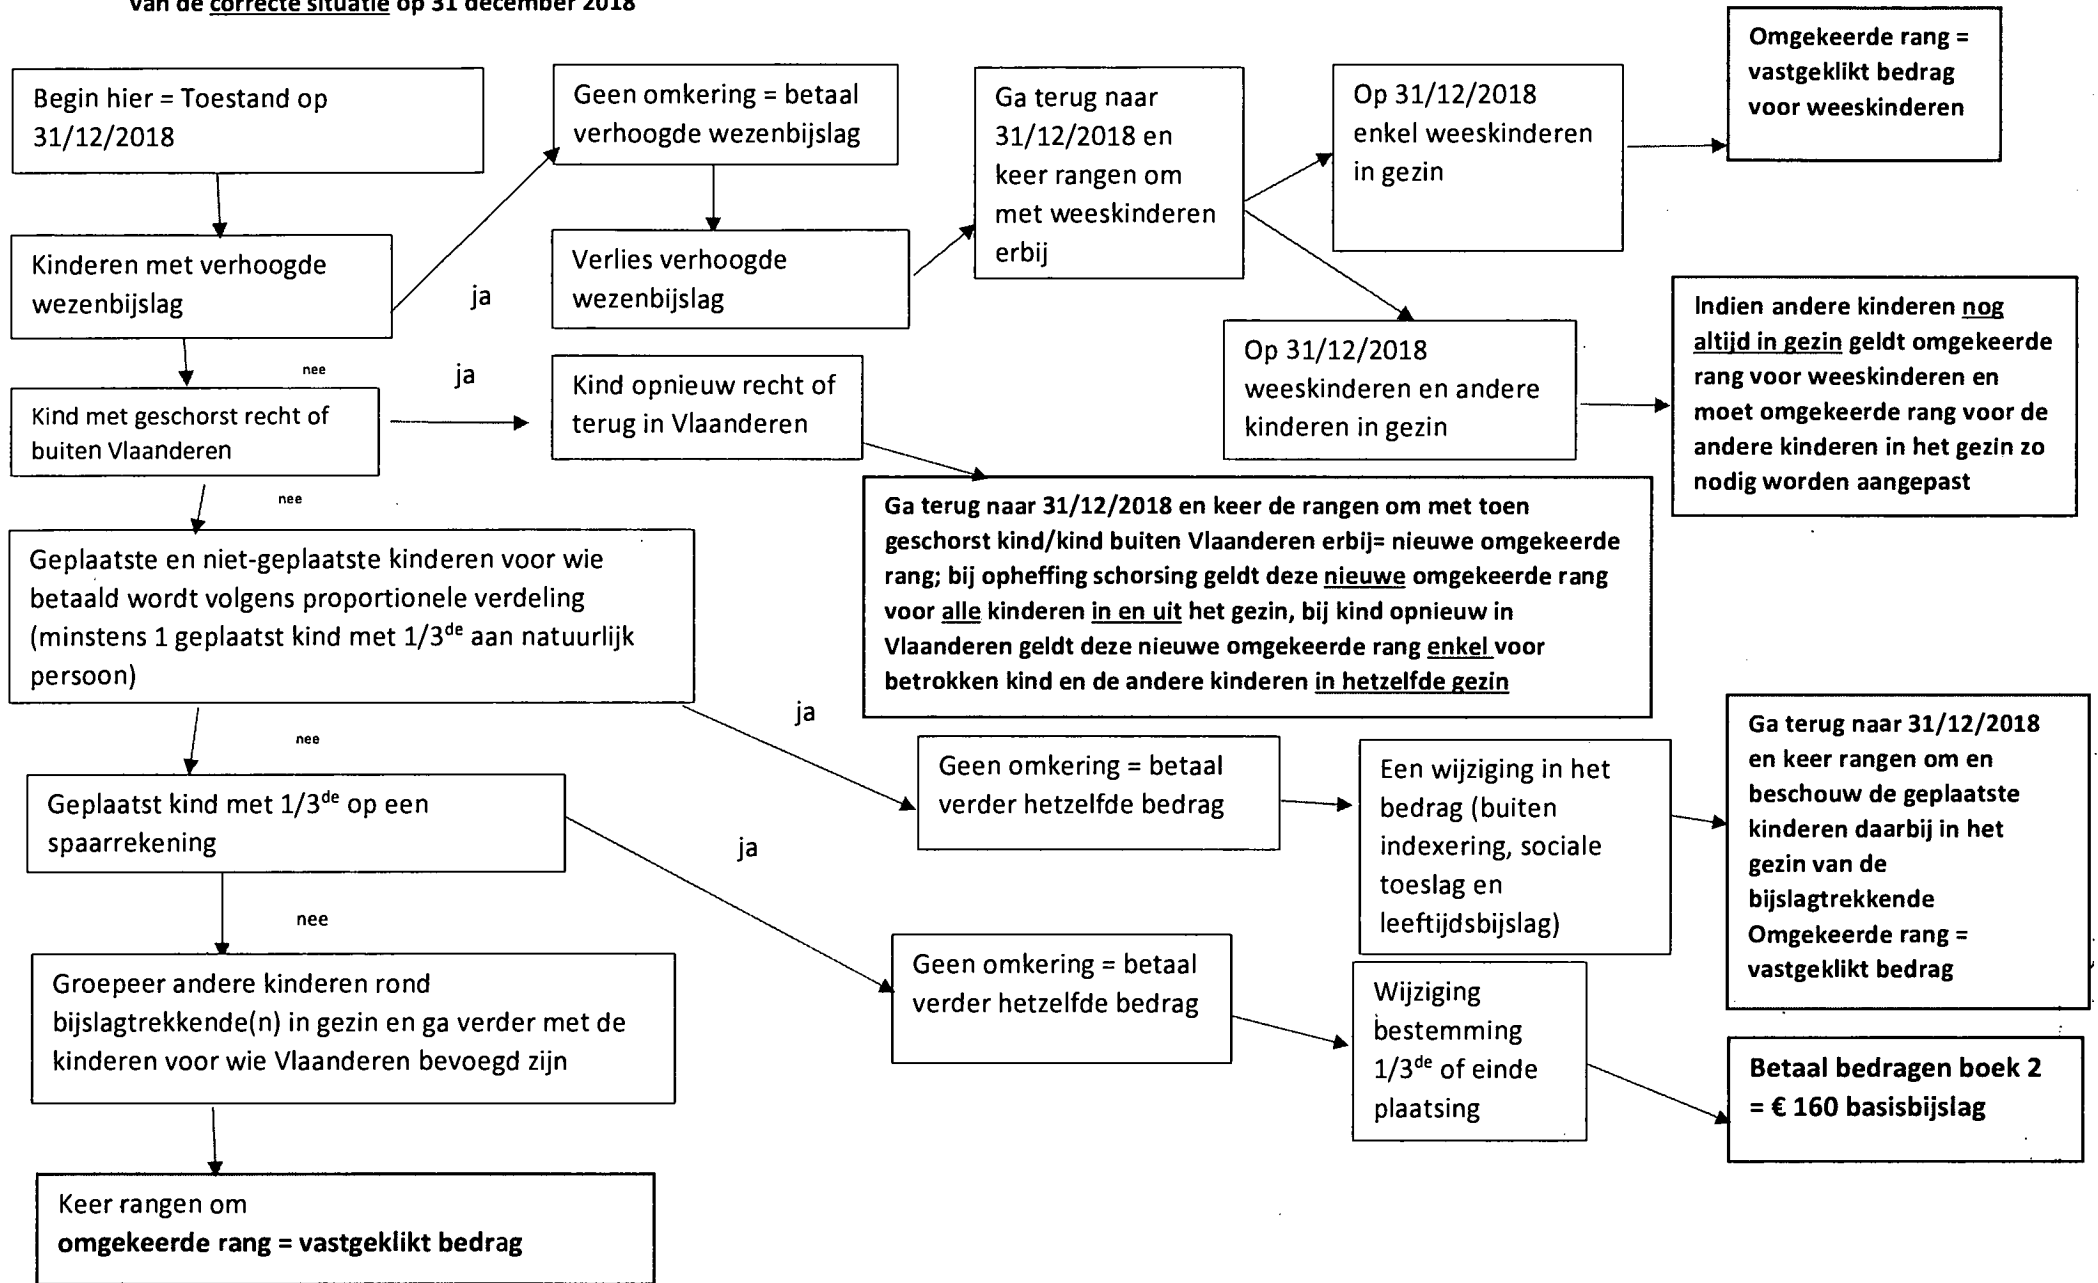 van de correcte situatie op 31 december 2018
Begin hier = Toestand op
31/12/2018
Geen omkering = betaal
verhoogde wezenbijslag
Ga terug naar
31/12/2018 en
keer rangen om
met weeskinderen
erbij
Op 31/12/2018
enkel weeskinderen
in gezin
Omgekeerde rang =
vastgeklikt bedrag
voor weeskinderen
Kinderen met verhoogde
wezenbijslag
ja
Verlies verhoogde
wezenbijslag
Op 31/12/2018
weeskinderen en andere
kinderen in gezin
Indien andere kinderen nog
altijd in gezin geldt omgekeerde
rang voor weeskinderen en
moet omgekeerde rang voor de
andere kinderen in het gezin zo
nodig worden aangepast
nee
Kind met geschorst recht of
buiten Vlaanderen
ja
Kind opnieuw recht of
terug in Vlaanderen
Ga terug naar 31/12/2018 en keer de rangen om met toen
geschorst kind/kind buiten Vlaanderen erbij= nieuwe omgekeerde
rang; bij opheffing schorsing geldt deze nieuwe omgekeerde rang
voor alle kinderen in en uit het gezin, bij kind opnieuw in
Vlaanderen geldt deze nieuwe omgekeerde rang enkel voor
betrokken kind en de andere kinderen in hetzelfde gezin
nee
Geplaatste en niet-geplaatste kinderen voor wie
betaald wordt volgens proportionele verdeling
(minstens 1 geplaatst kind met 1/3de aan natuurlijk
persoon)
ja
Geen omkering = betaal
verder hetzelfde bedrag
Een wijziging in het
bedrag (buiten
indexering, sociale
toeslag en
leeftijdsbijslag)
Ga terug naar 31/12/2018
en keer rangen om en
beschouw de geplaatste
kinderen daarbij in het
gezin van de
bijslagtrekkende
Omgekeerde rang =
vastgeklikt bedrag
nee
Geplaatst kind met 1/3de op een
spaarrekening
ja
Geen omkering = betaal
verder hetzelfde bedrag
Wijziging
bestemming
1/3de of einde
plaatsing
Betaal bedragen boek 2
= € 160 basisbijslag
nee
Groepeer andere kinderen rond
bijslagtrekkende(n) in gezin en ga verder met de
kinderen voor wie Vlaanderen bevoegd zijn
Keer rangen om
omgekeerde rang = vastgeklikt bedrag